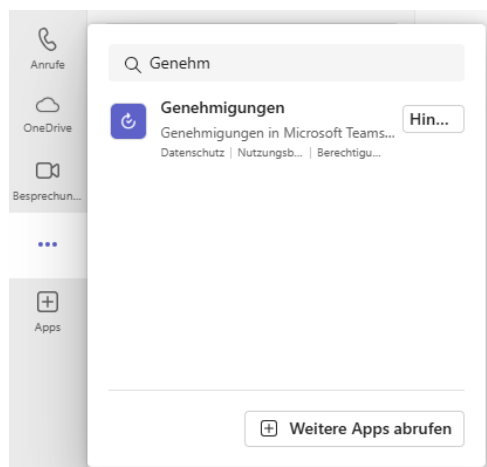 Anrufe
OneDrive
Besprechun...
Apps
Genehm
Genehmigungen
Genehmigungen in Microsoft Teams...
Datenschutz | Nutzungsb... | Berechtigu...
Hin...
Weitere Apps abrufen